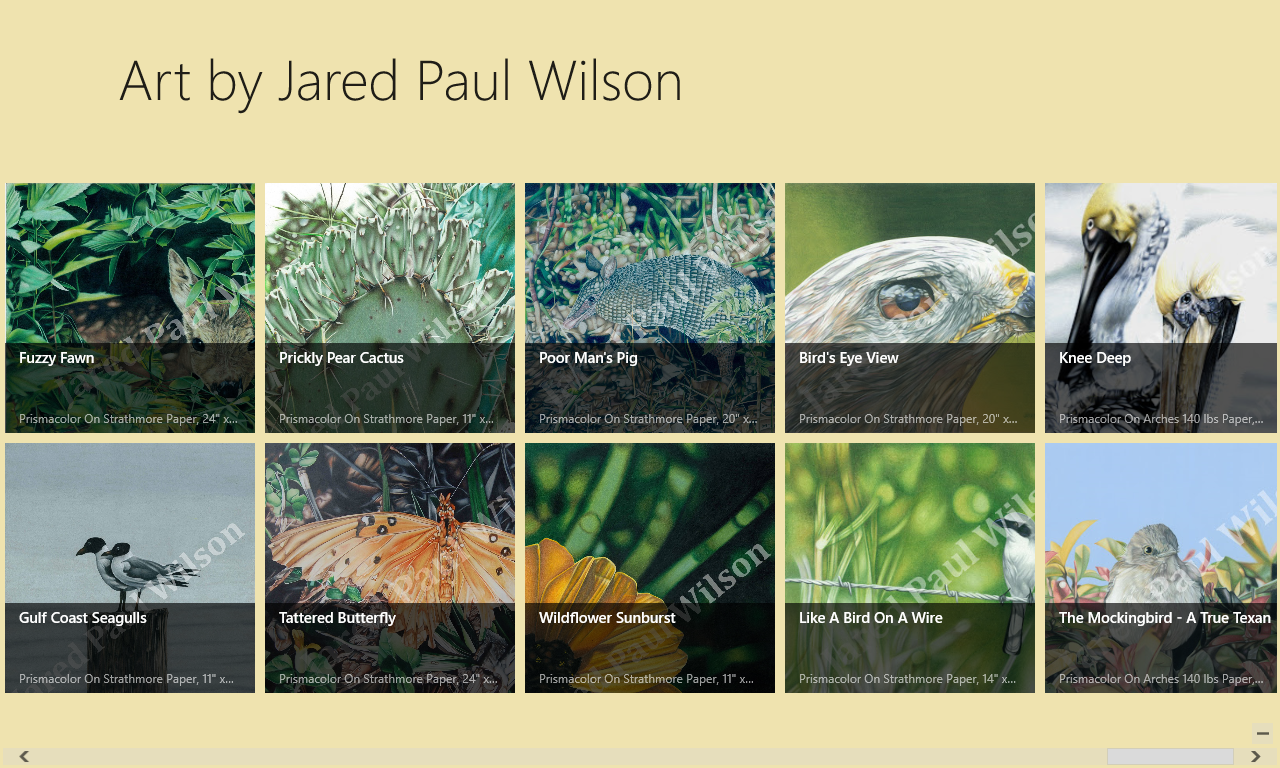 Art by Jared Paul Wilson
Fuzzy Fawn
Prismacolor On Strathmore Paper, 24" x...
Prickly Pear Cactus
Prismacolor On Strathmore Paper, 11" x...
Poor Man's Pig
Prismacolor On Strathmore Paper, 20" x...
Bird's Eye View
Prismacolor On Strathmore Paper, 20" x...
Knee Deep
Prismacolor On Arches 140 lbs Paper,...
Gulf Coast Seagulls
Prismacolor On Strathmore Paper, 11" x...
Tattered Butterfly
Prismacolor On Strathmore Paper, 24" x...
Wildflower Sunburst
Prismacolor On Strathmore Paper, 11" x...
Like A Bird On A Wire
Prismacolor On Strathmore Paper, 14" x...
The Mockingbird - A True Texan
Prismacolor On Arches 140 lbs Paper,...